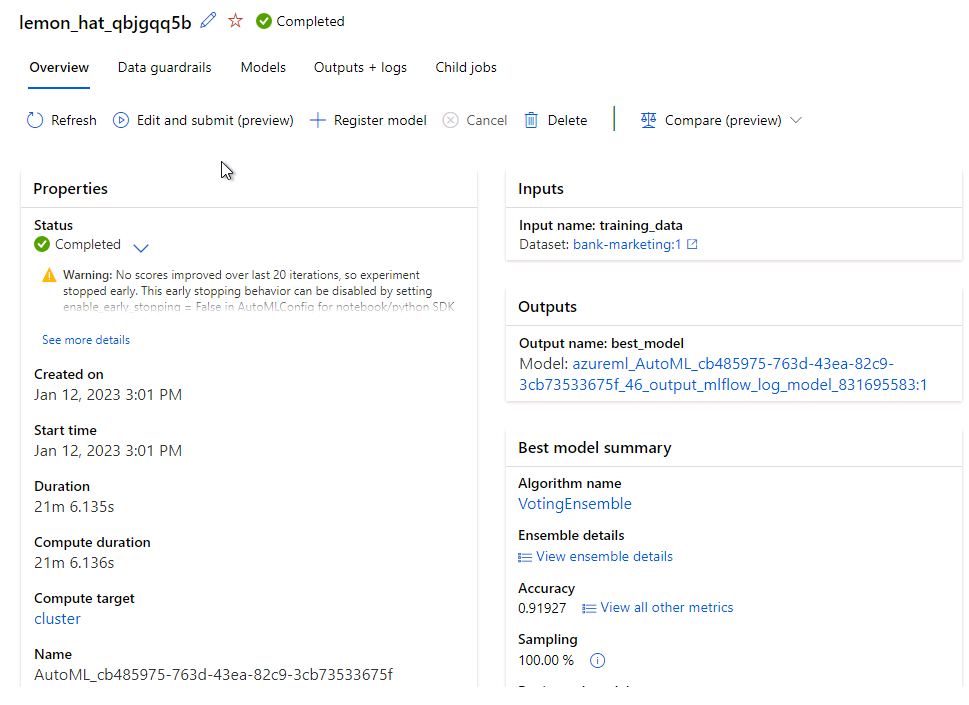 lemon_hat_qbjgqq5b Completed
Overview Data guardrails Models Outputs + logs Child jobs
Refresh Edit and submit (preview) Register model Cancel Delete Compare (preview)
Properties
Status
Completed
Warning: No scores improved over last 20 iterations, so experiment
stopped early. This early stopping behavior can be disabled by setting
enable_early_stopping = False in AutoMLConfig for notebook/python SDK
See more details
Created on
Jan 12, 2023 3:01 PM
Start time
Jan 12, 2023 3:01 PM
Duration
21m 6.135s
Compute duration
21m 6.136s
Compute target
cluster
Name
AutoML_cb485975-763d-43ea-82c9-3cb73533675f
Inputs
Input name: training_data
Dataset: bank-marketing:1
Outputs
Output name: best_model
Model: azureml_AutoML_cb485975-763d-43ea-82c9-
3cb73533675f_46_output_mlflow_log_model_831695583:1
Best model summary
Algorithm name
VotingEnsemble
Ensemble details
View ensemble details
Accuracy
0.91927 View all other metrics
Sampling
100.00 %